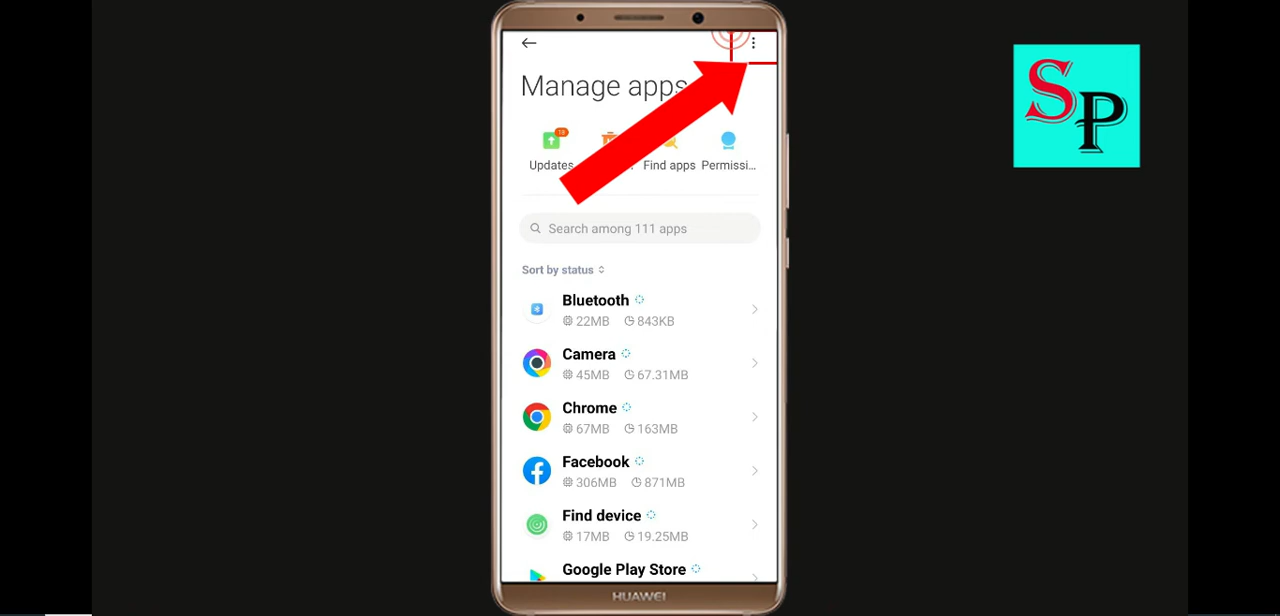 Manage apps
Updates
Find apps
Permissi...
Search among 111 apps
Sort by status
Bluetooth
22MB 843KB
Camera
45MB 67.31MB
Chrome
67MB 163MB
Facebook
306MB 871MB
Find device
17MB 19.25MB
Google Play Store
HUAWEI
SP